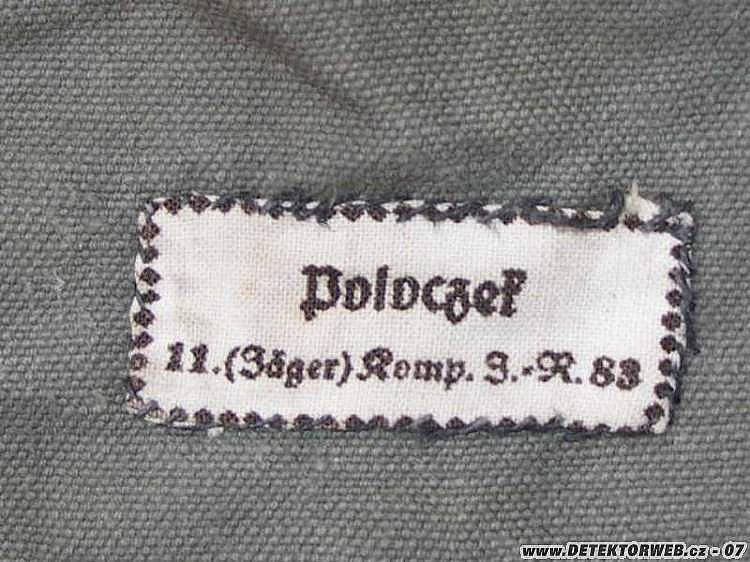 Poloczek
11.(Jäger) Komp. J.-R. 83
www.DETEKTORWEB.cz - 07